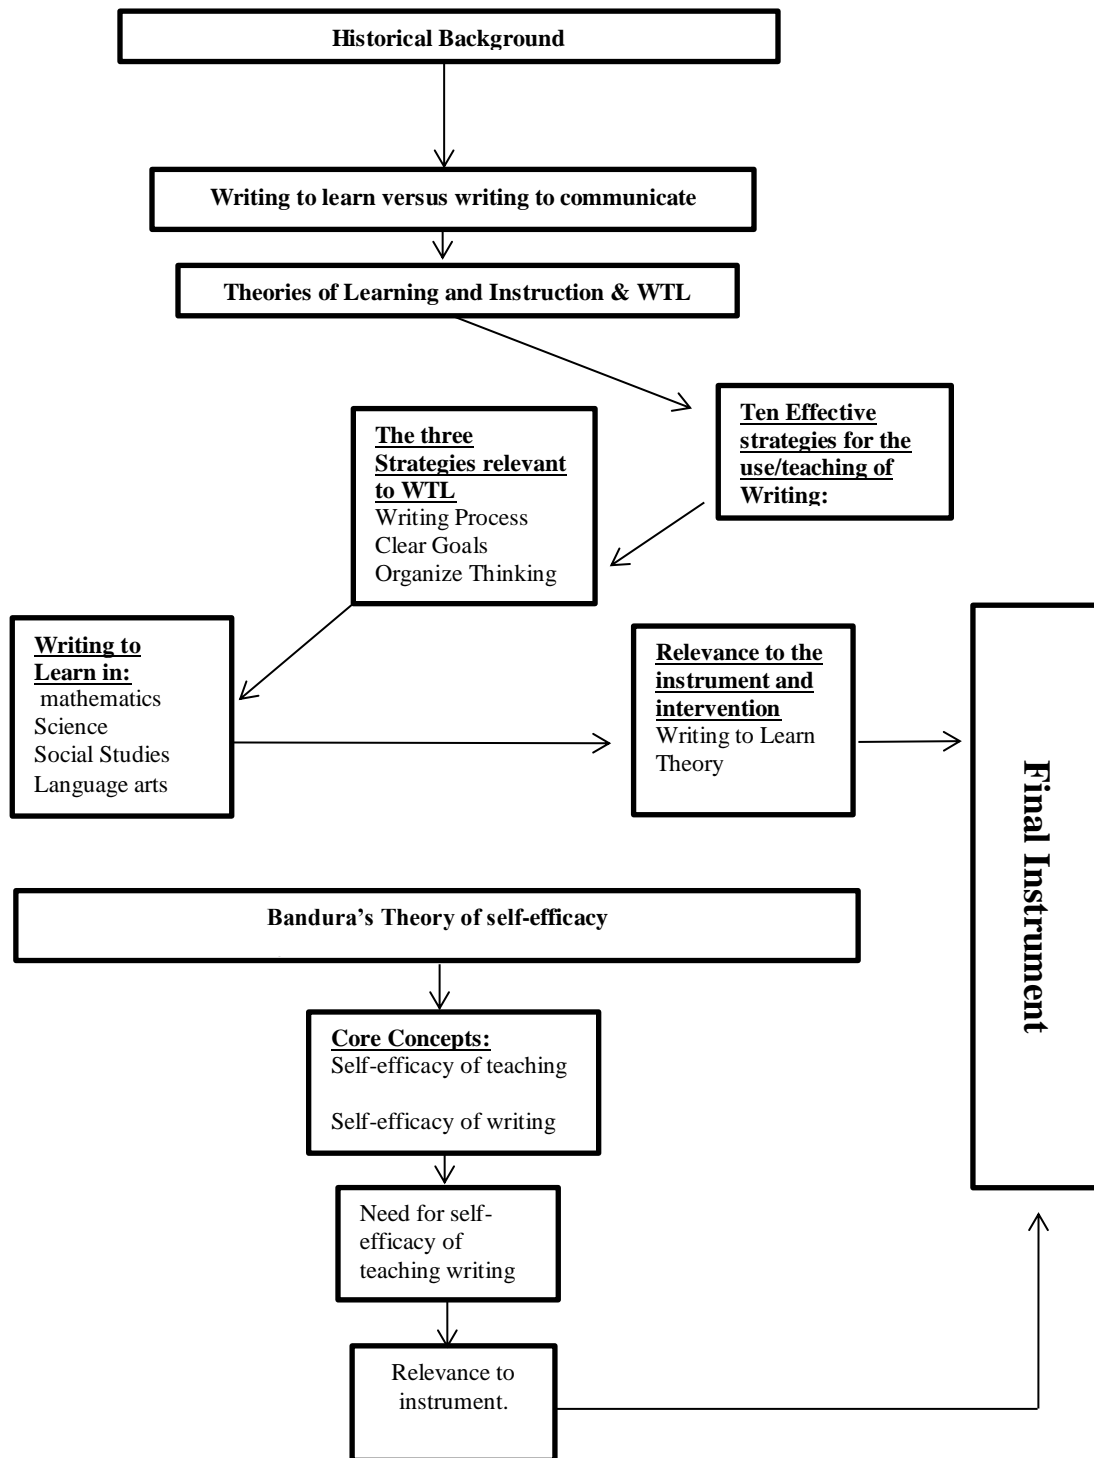 Historical Background
Writing to learn versus writing to communicate
Theories of Learning and Instruction & WTL
Ten Effective
strategies for the
use/teaching of
Writing:
The three
Strategies relevant
to WTL
Writing Process
Clear Goals
Organize Thinking
Writing to
Learn in:
mathematics
Science
Social Studies
Language arts
Relevance to the
instrument and
intervention
Writing to Learn
Theory
Final Instrument
Bandura’s Theory of self-efficacy
Core Concepts:
Self-efficacy of teaching
Self-efficacy of writing
Need for self-
efficacy of
teaching writing
Relevance to
instrument.